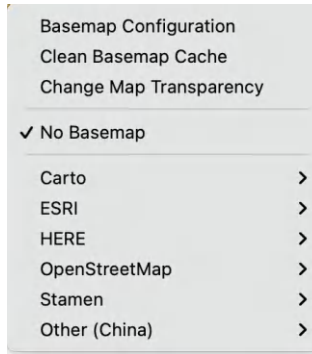 Basemap Configuration
Clean Basemap Cache
Change Map Transparency
✓ No Basemap
Carto
ESRI
HERE
OpenStreetMap
Stamen
Other (China)